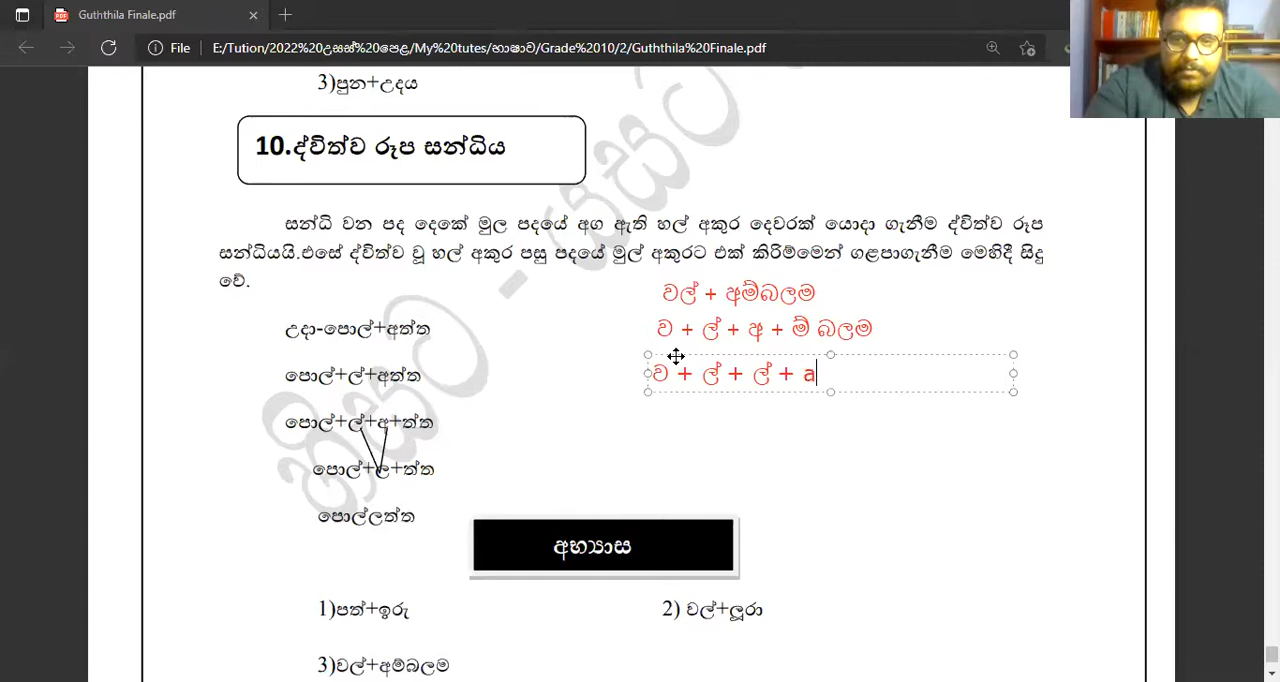 Guththila Finale.pdf
File E:/Tution/2022%20උසස්%20පෙළ/My%20tutes/භාෂාව/Grade%2010/2/Guththila%20Finale.pdf
3)පුන+උදය
10.ද්විත්ව රූප සන්ධිය
සන්ධි වන පද දෙකේ මුල පදයේ අග ඇති හල් අකුර දෙවරක් යොදා ගැනීම ද්විත්ව රූප
සන්ධියයි.එසේ ද්විත්ව වූ හල් අකුර පසු පදයේ මුල් අකුරට එක් කිරිම්මෙන් ගළපාගැනීම මෙහිදී සිදු
වේ.
වල් + අම්බලම
උදා-පොල්+අත්ත
ව + ල් + අ + ම් බලම
පොල්+ල්+අත්ත
ව + ල් + ල් + a
පොල්+ල්+අ+ත්ත
පොල්+ල+ත්ත
පොල්ලත්ත
අභ්‍යාස
1)පත්+ඉරු
2) වල්+ලූරා
3)වල්+අම්බලම